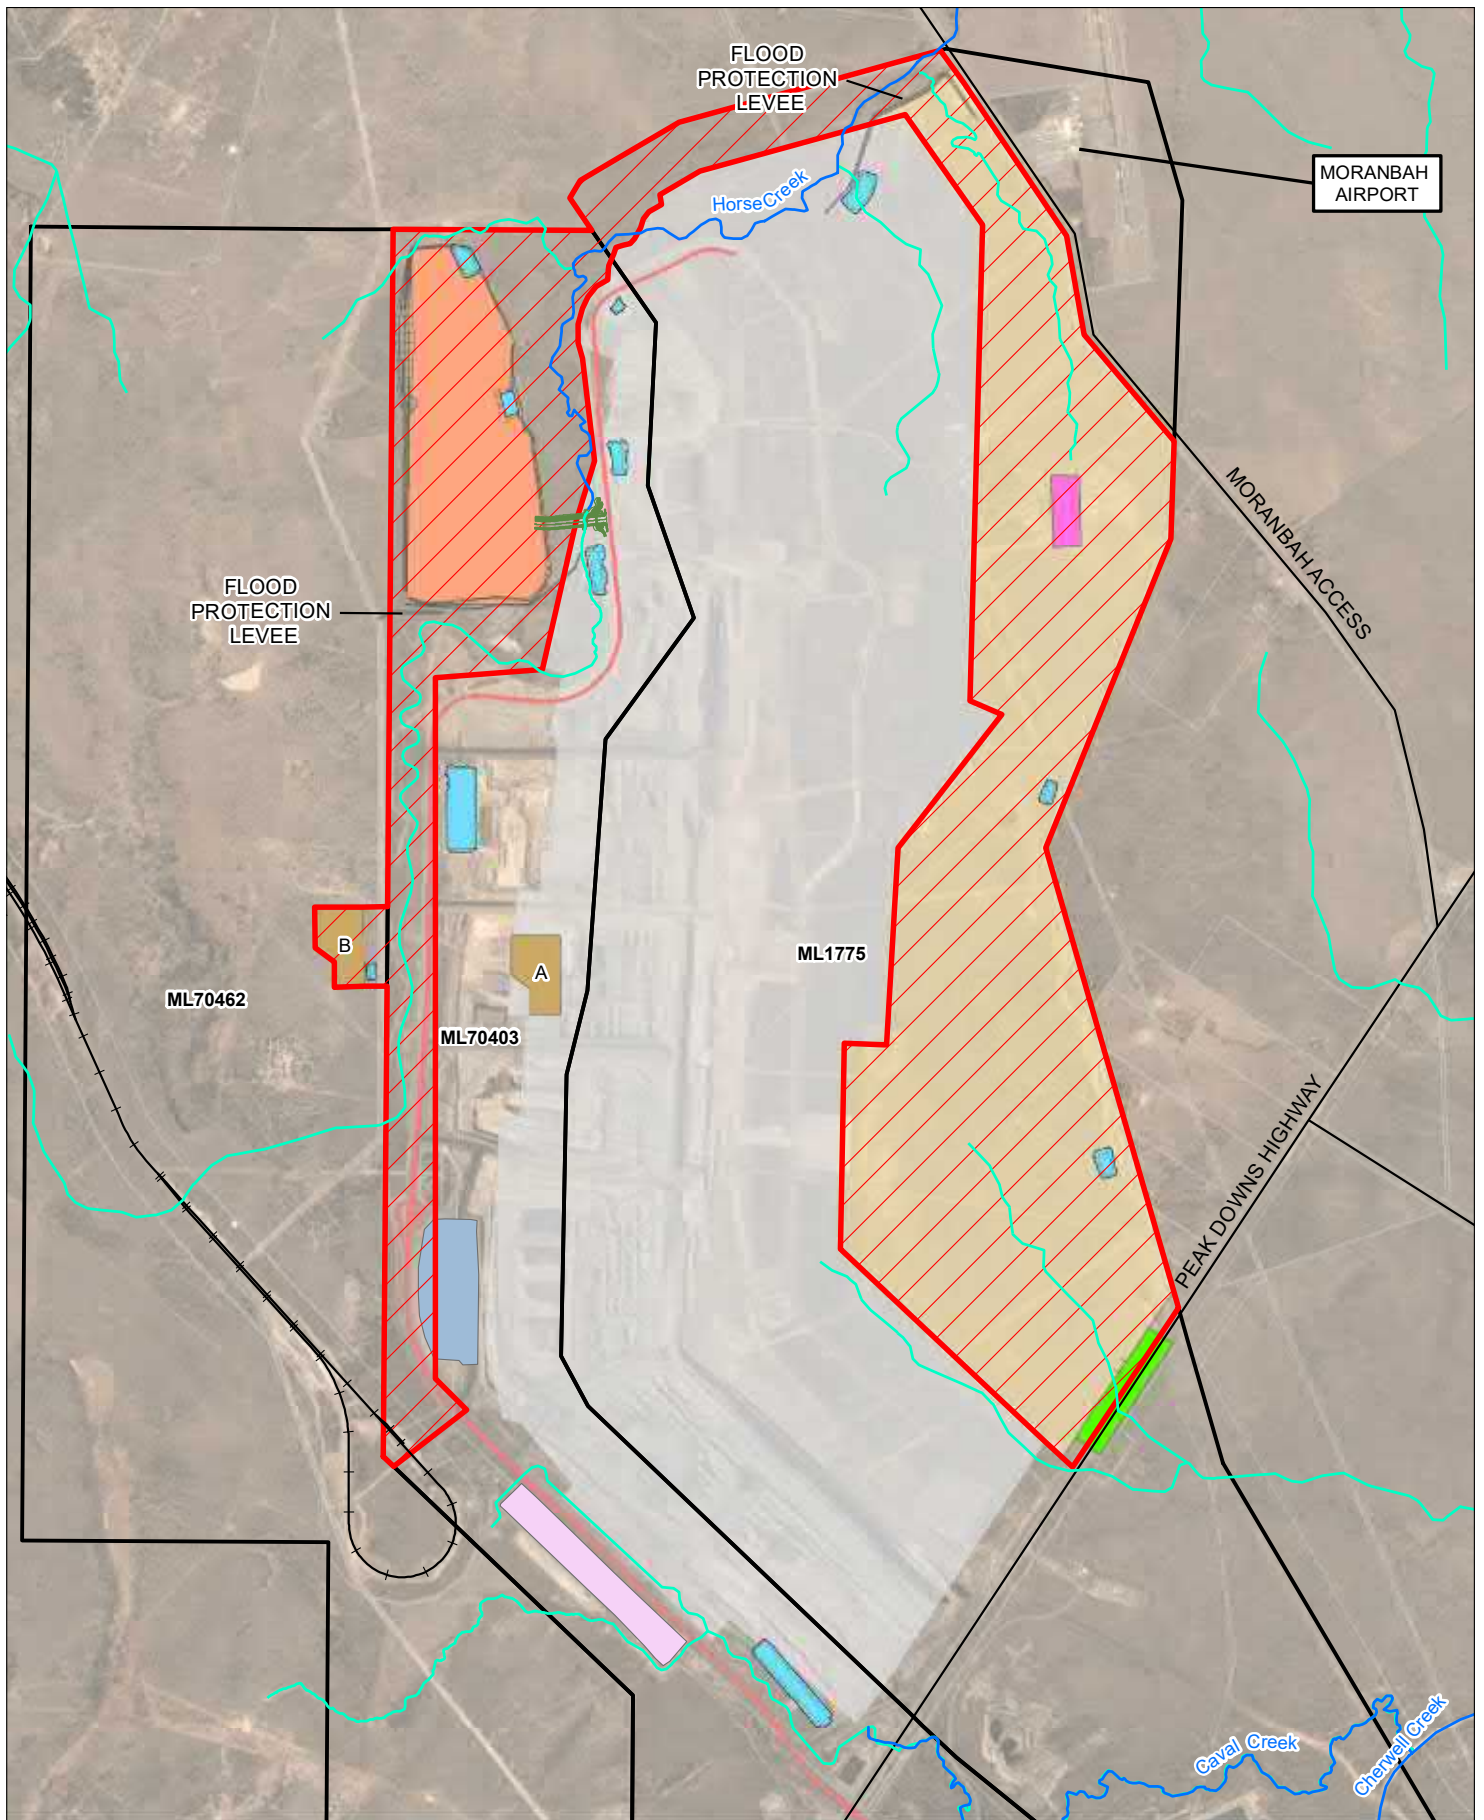 FLOOD
PROTECTION
LEVEE
MORANBAH
AIRPORT
HorseCreek
MORANBAH ACCESS
FLOOD
PROTECTION
LEVEE
B
A
ML1775
ML70462
ML70403
PEAK DOWNS HIGHWAY
Caval Creek
Cherwell Creek